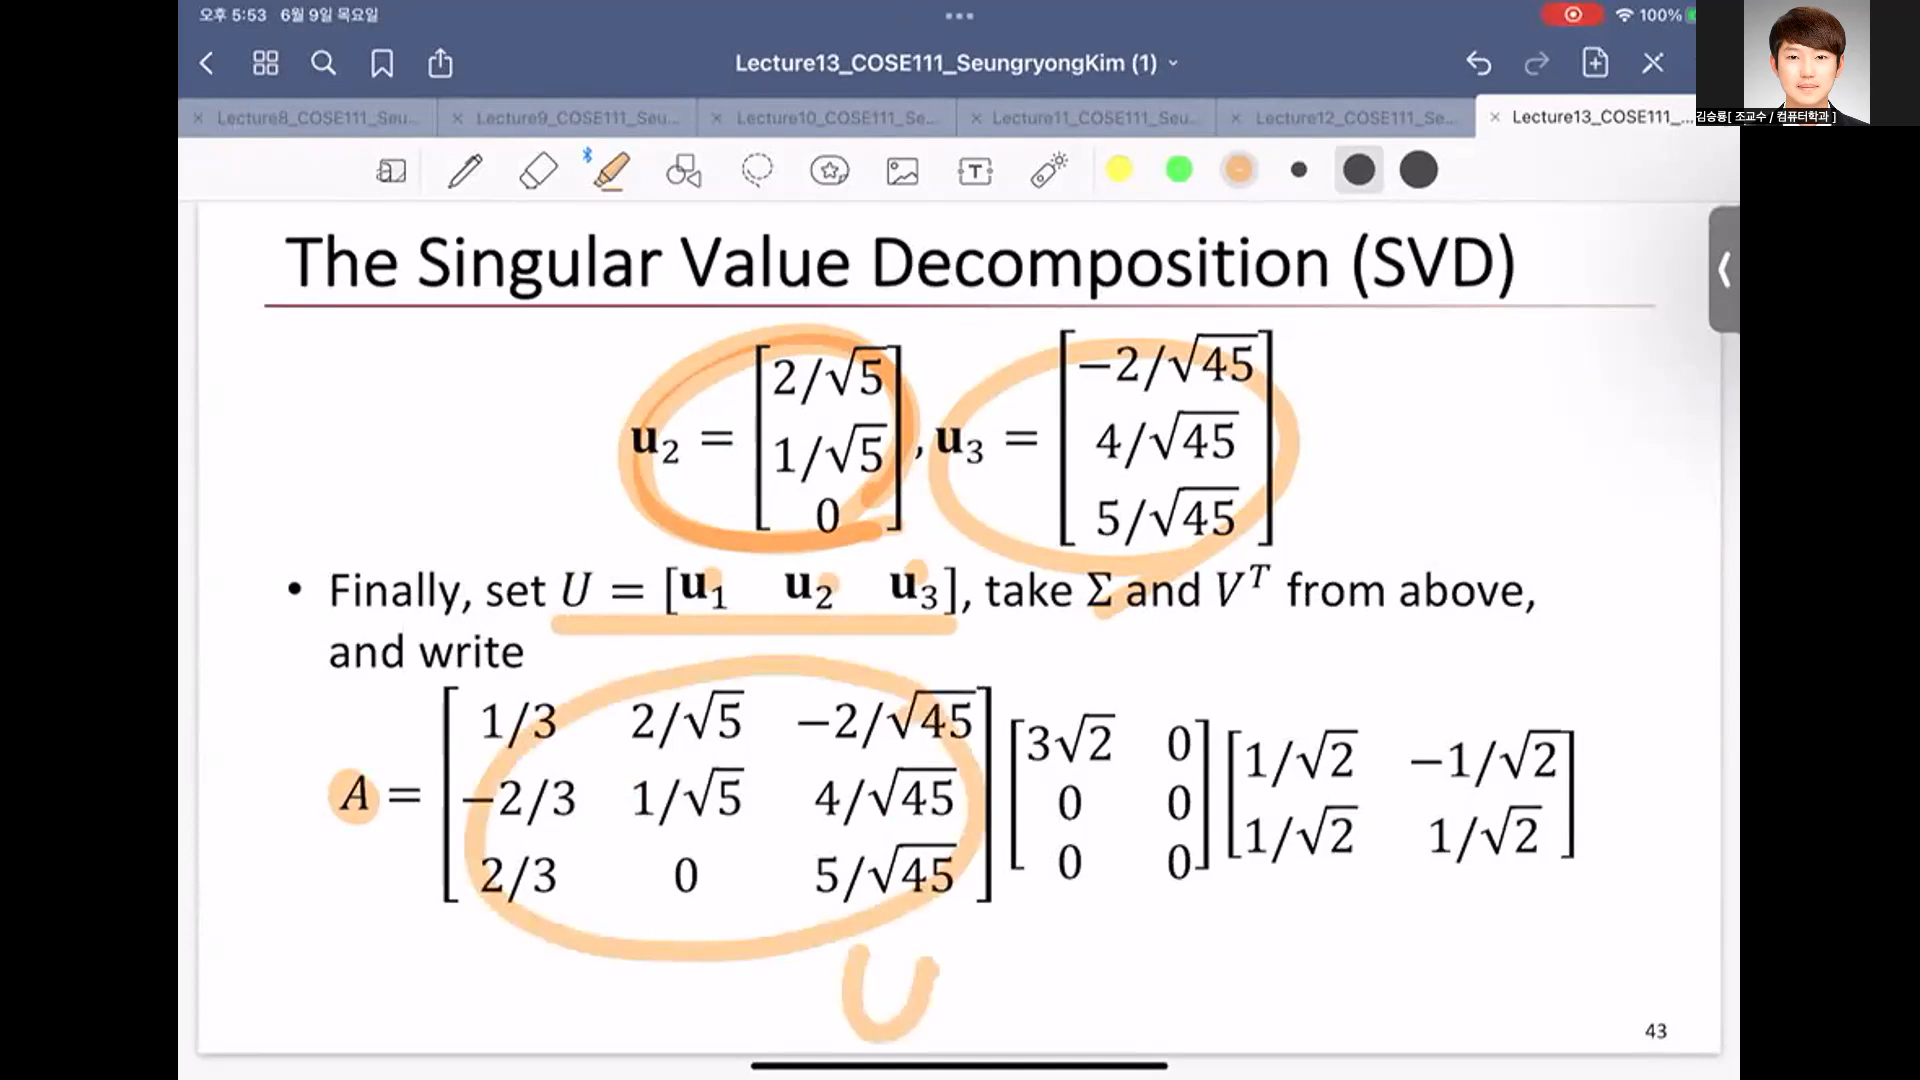 오후 5:53 6월 9일 목요일
100%
Lecture13_COSE111_SeungryongKim (1)
Lecture8_COSE111_Seu...
Lecture9_COSE111_Seu...
Lecture10_COSE111_Se...
Lecture11_COSE111_Seu...
Lecture12_COSE111_Se...
Lecture13_COSE111_...
김승룡[ 조교수 / 컴퓨터학과 ]
T
The Singular Value Decomposition (SVD)
u₂ = [2/√5 1/√5 0], u₃ = [−2/√45 4/√45 5/√45]
• Finally, set U = [u₁ u₂ u₃], take Σ and Vᵀ from above,
and write
A = [1/3 2/√5 −2/√45
−2/3 1/√5 4/√45
2/3 0 5/√45] [3√2 0
0 0
0 0] [1/√2 −1/√2
1/√2 1/√2]
U
43